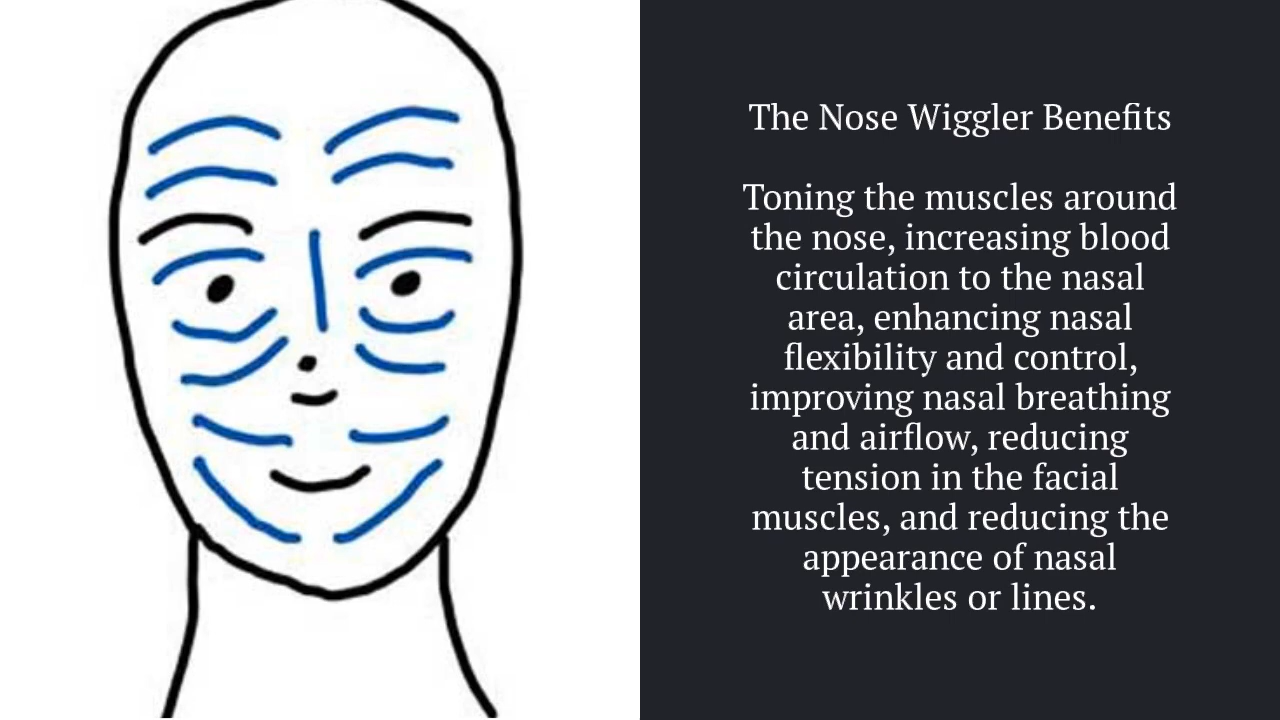 The Nose Wiggler Benefits
Toning the muscles around
the nose, increasing blood
circulation to the nasal
area, enhancing nasal
flexibility and control,
improving nasal breathing
and airflow, reducing
tension in the facial
muscles, and reducing the
appearance of nasal
wrinkles or lines.